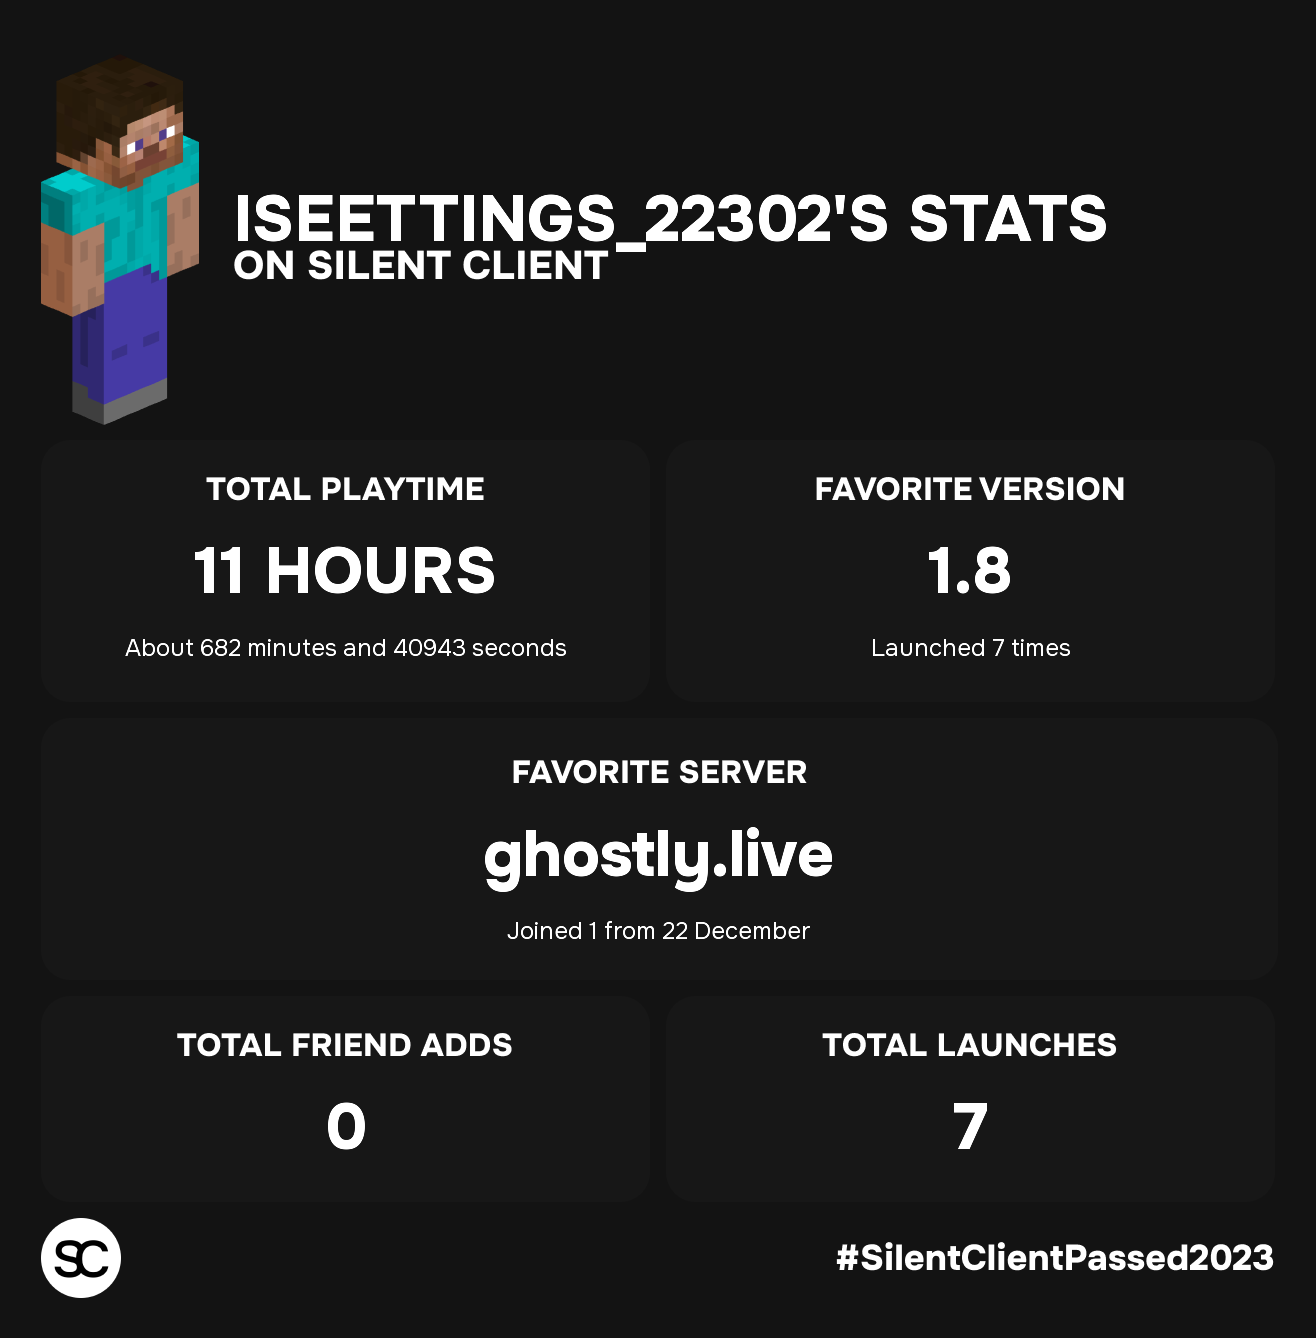 ISEETTINGS_22302'S STATS
ON SILENT CLIENT
TOTAL PLAYTIME
11 HOURS
About 682 minutes and 40943 seconds
FAVORITE VERSION
1.8
Launched 7 times
FAVORITE SERVER
ghostly.live
Joined 1 from 22 December
TOTAL FRIEND ADDS
0
TOTAL LAUNCHES
7
SC
#SilentClientPassed2023